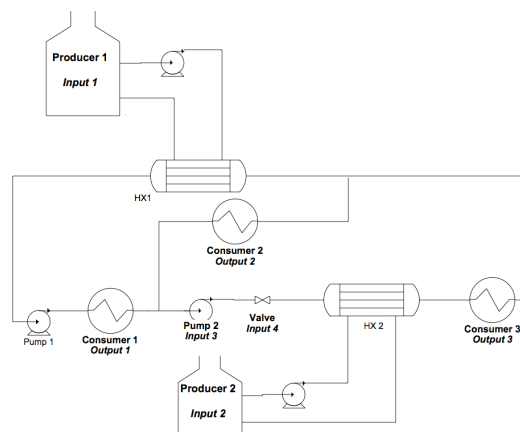 Producer 1
Input 1
HX1
Consumer 2
Output 2
Pump 1
Consumer 1
Output 1
Pump 2
Input 3
Valve
Input 4
HX 2
Consumer 3
Output 3
Producer 2
Input 2